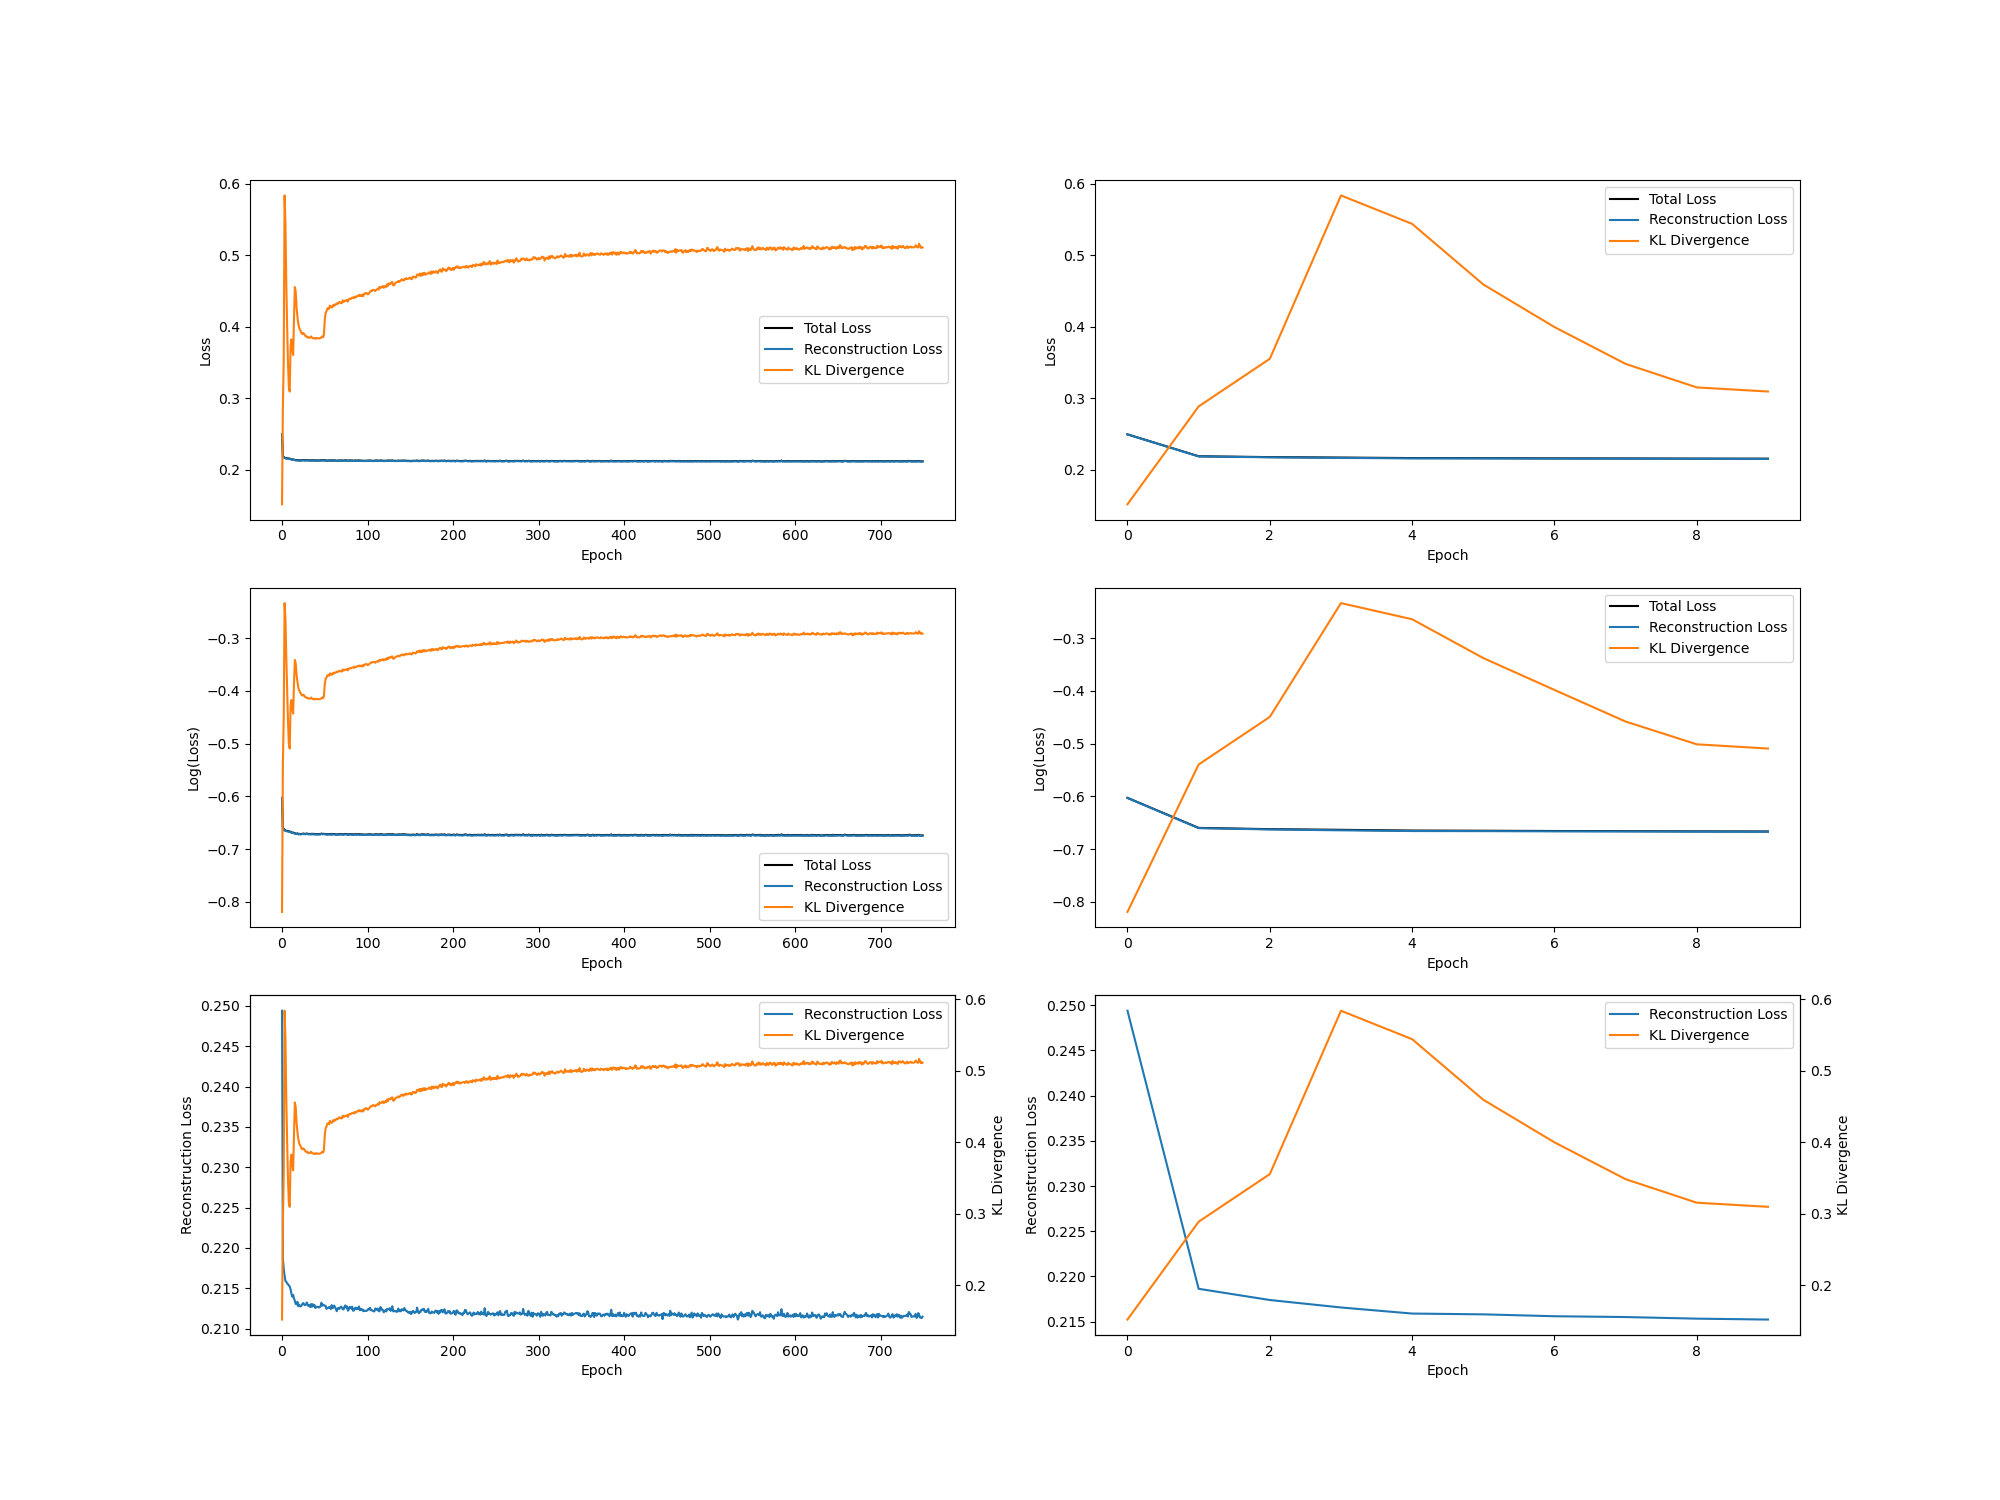 0.6
0.5
0.4
0.3
0.2
Loss
0 100 200 300 400 500 600 700
Epoch
Total Loss
Reconstruction Loss
KL Divergence
0.6
0.5
0.4
0.3
0.2
Loss
0 2 4 6 8
Epoch
Total Loss
Reconstruction Loss
KL Divergence
−0.3
−0.4
−0.5
−0.6
−0.7
−0.8
Log(Loss)
0 100 200 300 400 500 600 700
Epoch
Total Loss
Reconstruction Loss
KL Divergence
−0.3
−0.4
−0.5
−0.6
−0.7
−0.8
Log(Loss)
0 2 4 6 8
Epoch
Total Loss
Reconstruction Loss
KL Divergence
0.250
0.245
0.240
0.235
0.230
0.225
0.220
0.215
0.210
Reconstruction Loss
0 100 200 300 400 500 600 700
Epoch
Reconstruction Loss
KL Divergence
0.6
0.5
0.4
0.3
0.2
KL Divergence
0.250
0.245
0.240
0.235
0.230
0.225
0.220
0.215
Reconstruction Loss
0 2 4 6 8
Epoch
Reconstruction Loss
KL Divergence
0.6
0.5
0.4
0.3
0.2
KL Divergence